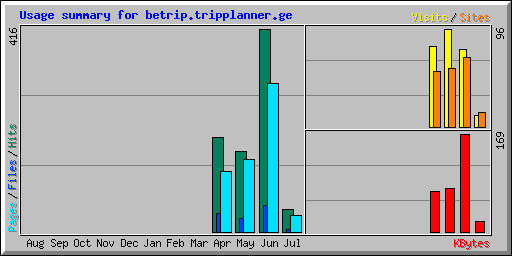 Usage summary for betrip.tripplanner.ge
Visits/Sites
416
96
Pages/Files/Hits
169
Aug Sep Oct Nov Dec Jan Feb Mar Apr May Jun Jul
KBytes